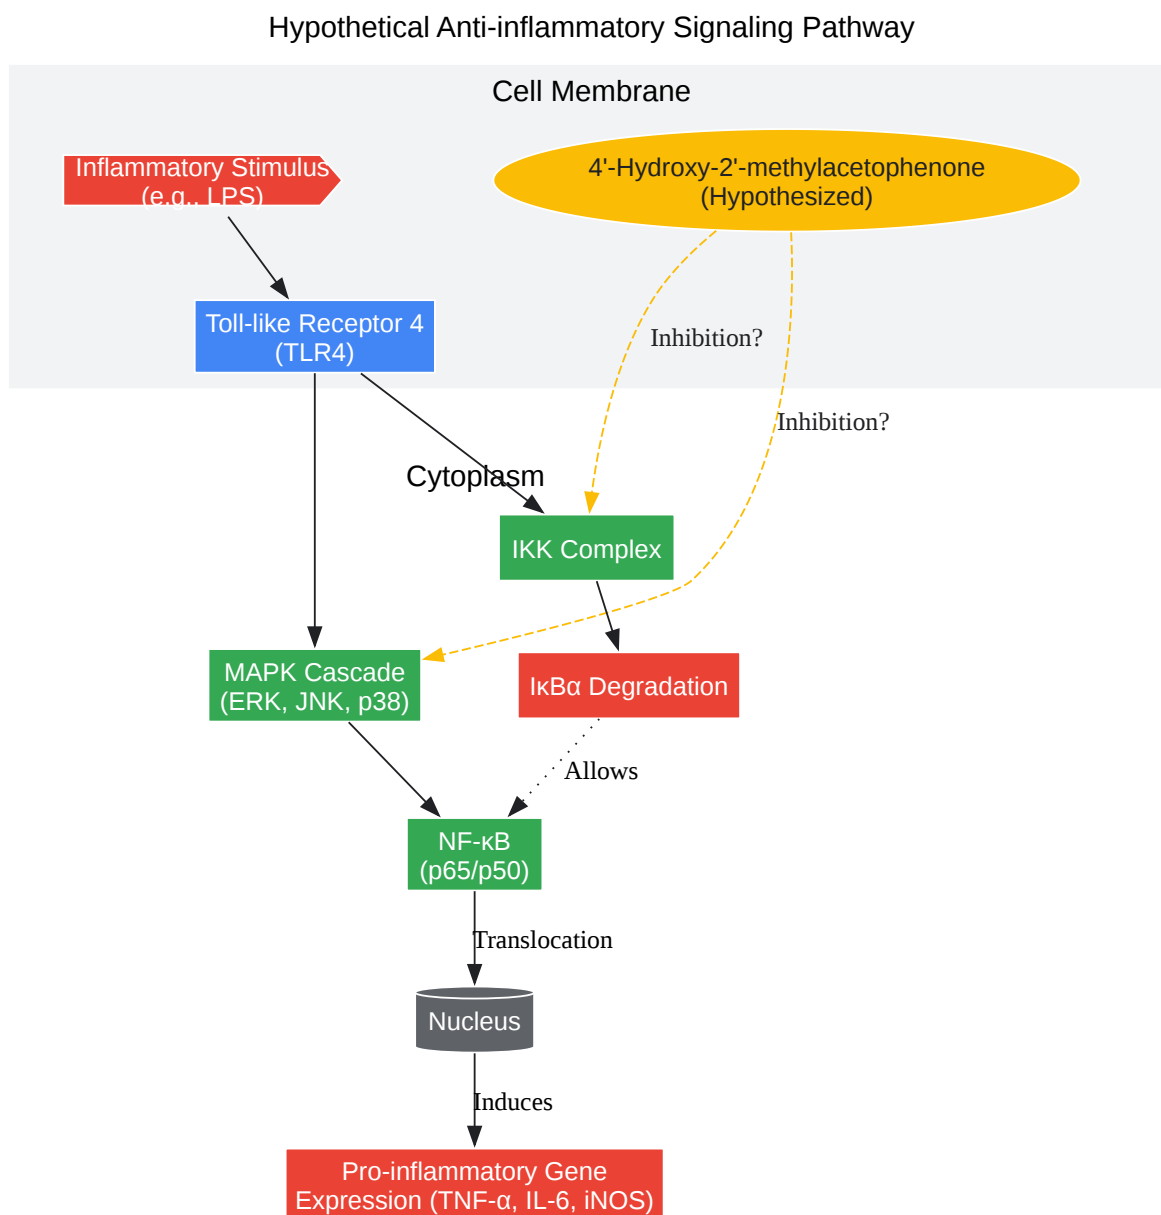 Hypothetical Anti-inflammatory Signaling Pathway
Cell Membrane
Inflammatory Stimulus
(e.g., LPS)
4'-Hydroxy-2'-methylacetophenone
(Hypothesized)
Toll-like Receptor 4
(TLR4)
Inhibition?
Inhibition?
Cytoplasm
IKK Complex
MAPK Cascade
(ERK, JNK, p38)
IκBα Degradation
Allows
NF-κB
(p65/p50)
Translocation
Nucleus
Induces
Pro-inflammatory Gene
Expression (TNF-α, IL-6, iNOS)